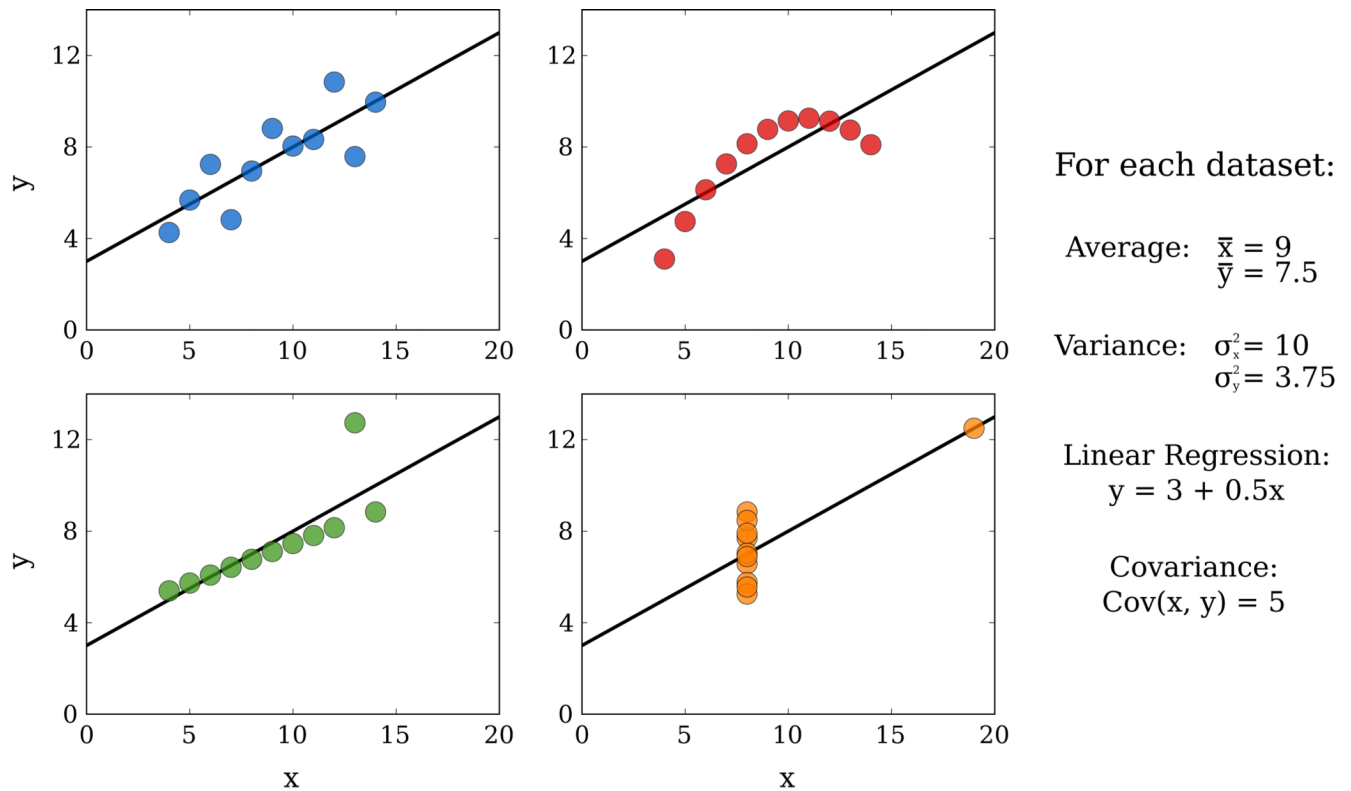 y
12
8
4
0
0 5 10 15 20
12
8
4
0
0 5 10 15 20
y
12
8
4
0
0 5 10 15 20
x
12
8
4
0
0 5 10 15 20
x
For each dataset:
Average: x̄ = 9
ȳ = 7.5
Variance: σₓ² = 10
σᵧ² = 3.75
Linear Regression:
y = 3 + 0.5x
Covariance:
Cov(x, y) = 5